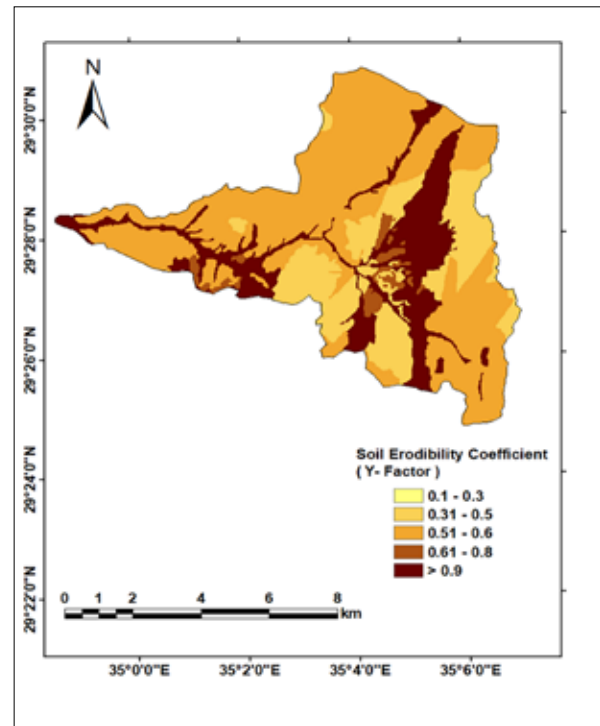 N
29°30'0"N
29°28'0"N
29°26'0"N
29°24'0"N
29°22'0"N
Soil Erodibility Coefficient
( Y- Factor )
0.1 - 0.3
0.31 - 0.5
0.51 - 0.6
0.61 - 0.8
> 0.9
0 1 2 4 6 8
km
35°0'0"E 35°2'0"E 35°4'0"E 35°6'0"E